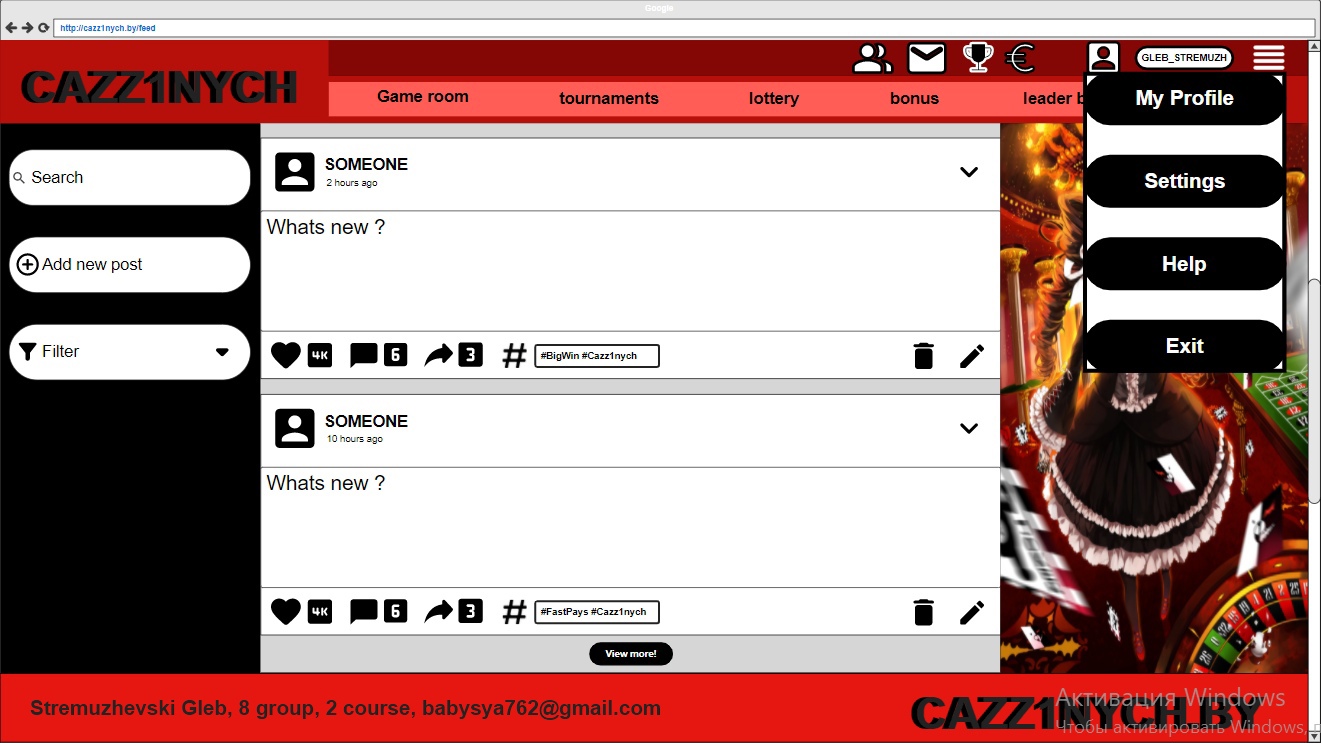 Google
http://cazz1nych.by/feed
CAZZ1NYCH
GLEB_STREMUZH
Game room
tournaments
lottery
bonus
leader b
My Profile
Settings
Help
Exit
Search
Add new post
Filter
SOMEONE
2 hours ago
Whats new ?
4K
6
3
#
#BigWin #Cazz1nych
SOMEONE
10 hours ago
Whats new ?
4K
6
3
#
#FastPays #Cazz1nych
View more!
Stremuzhevski Gleb, 8 group, 2 course, babysya762@gmail.com
CAZZ1NYCH BY
Активация Windows
Чтобы активировать Windows,